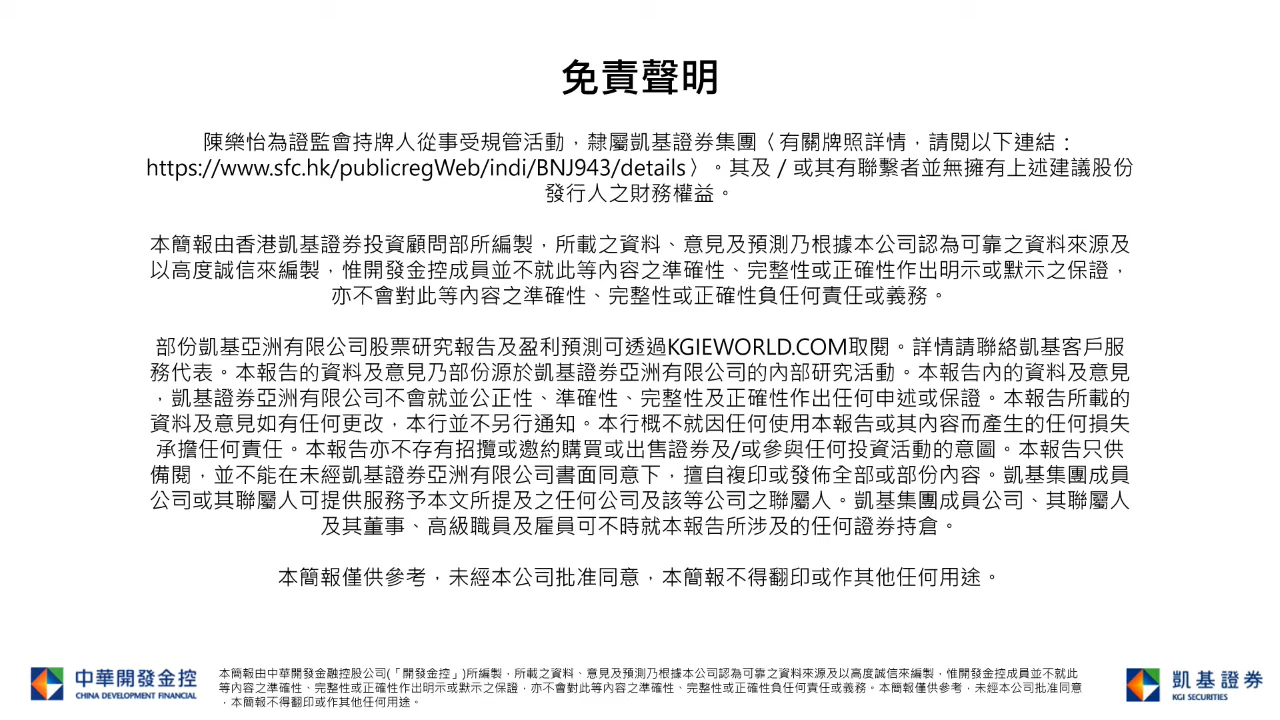 免責聲明
陳樂怡為證監會持牌人從事受規管活動，隸屬凱基證券集團〈有關牌照詳情，請閱以下連結：
https://www.sfc.hk/publicregWeb/indi/BNJ943/details〉。其及 / 或其有聯繫者並無擁有上述建議股份
發行人之財務權益。
本簡報由香港凱基證券投資顧問部所編製，所載之資料、意見及預測乃根據本公司認為可靠之資料來源及
以高度誠信來編製，惟開發金控成員並不就此等內容之準確性、完整性或正確性作出明示或默示之保證，
亦不會對此等內容之準確性、完整性或正確性負任何責任或義務。
部份凱基亞洲有限公司股票研究報告及盈利預測可透過KGIEWORLD.COM取閱。詳情請聯絡凱基客戶服
務代表。本報告的資料及意見乃部份源於凱基證券亞洲有限公司的內部研究活動。本報告內的資料及意見
，凱基證券亞洲有限公司不會就並公正性、準確性、完整性及正確性作出任何申述或保證。本報告所載的
資料及意見如有任何更改，本行並不另行通知。本行概不就因任何使用本報告或其內容而產生的任何損失
承擔任何責任。本報告亦不存有招攬或邀約購買或出售證券及/或參與任何投資活動的意圖。本報告只供
備閱，並不能在未經凱基證券亞洲有限公司書面同意下，擅自複印或發佈全部或部份內容。凱基集團成員
公司或其聯屬人可提供服務予本文所提及之任何公司及該等公司之聯屬人。凱基集團成員公司、其聯屬人
及其董事、高級職員及雇員可不時就本報告所涉及的任何證券持倉。
本簡報僅供參考，未經本公司批准同意，本簡報不得翻印或作其他任何用途。
中華開發金控
CHINA DEVELOPMENT FINANCIAL
本簡報由中華開發金融控股公司(「開發金控」)所編製，所載之資料、意見及預測乃根據本公司認為可靠之資料來源及以高度誠信來編製，惟開發金控成員並不就此
等內容之準確性、完整性或正確性作出明示或默示之保證，亦不會對此等內容之準確性、完整性或正確性負任何責任或義務。本簡報僅供參考，未經本公司批准同意
，本簡報不得翻印或作其他任何用途。
凱基證券
KGI SECURITIES